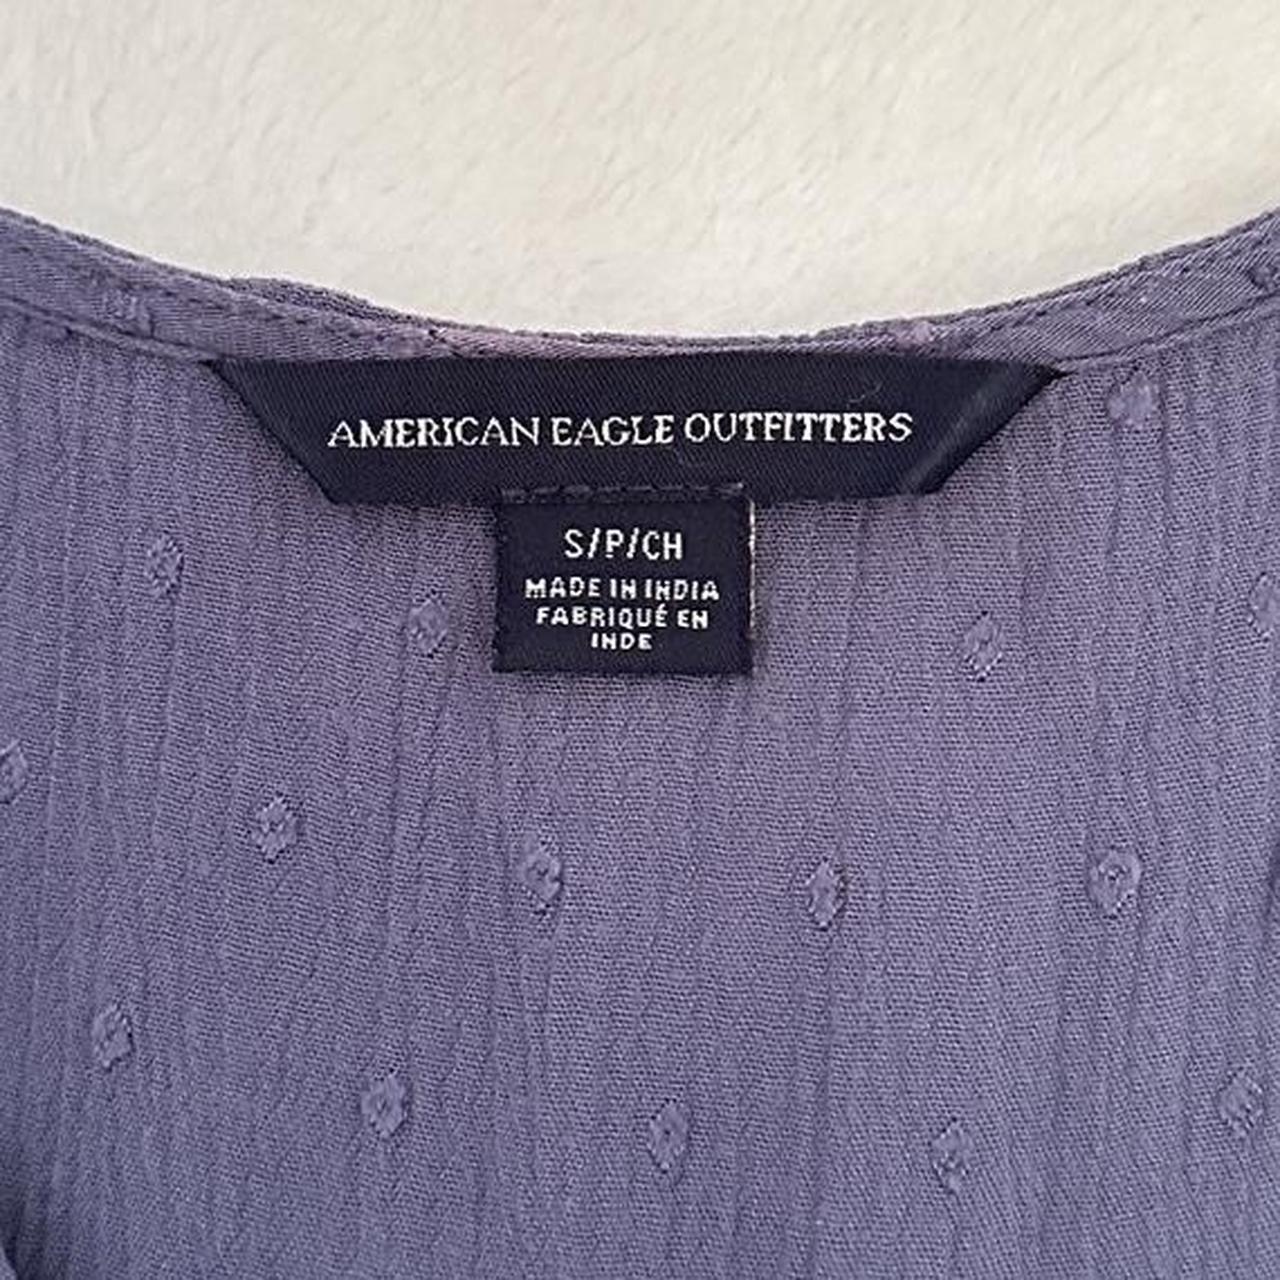 AMERICAN EAGLE OUTFITTERS
S/P/CH
MADE IN INDIA
FABRIQUÉ EN
INDE